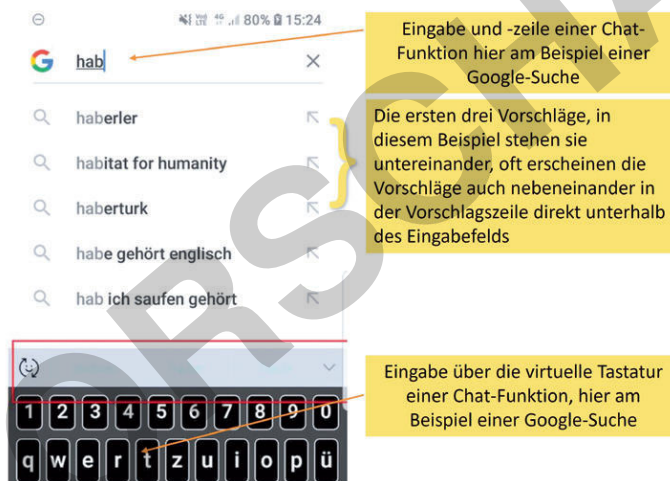 80% 15:24
hab
haberler
habitat for humanity
haberturk
habe gehört englisch
hab ich saufen gehört
1 2 3 4 5 6 7 8 9 0
q w e r t z u i o p ü
Eingabe und -zeile einer Chat-
Funktion hier am Beispiel einer
Google-Suche
Die ersten drei Vorschläge, in
diesem Beispiel stehen sie
untereinander, oft erscheinen die
Vorschläge auch nebeneinander in
der Vorschlagszeile direkt unterhalb
des Eingabefelds
Eingabe über die virtuelle Tastatur
einer Chat-Funktion, hier am
Beispiel einer Google-Suche
ORSCHA